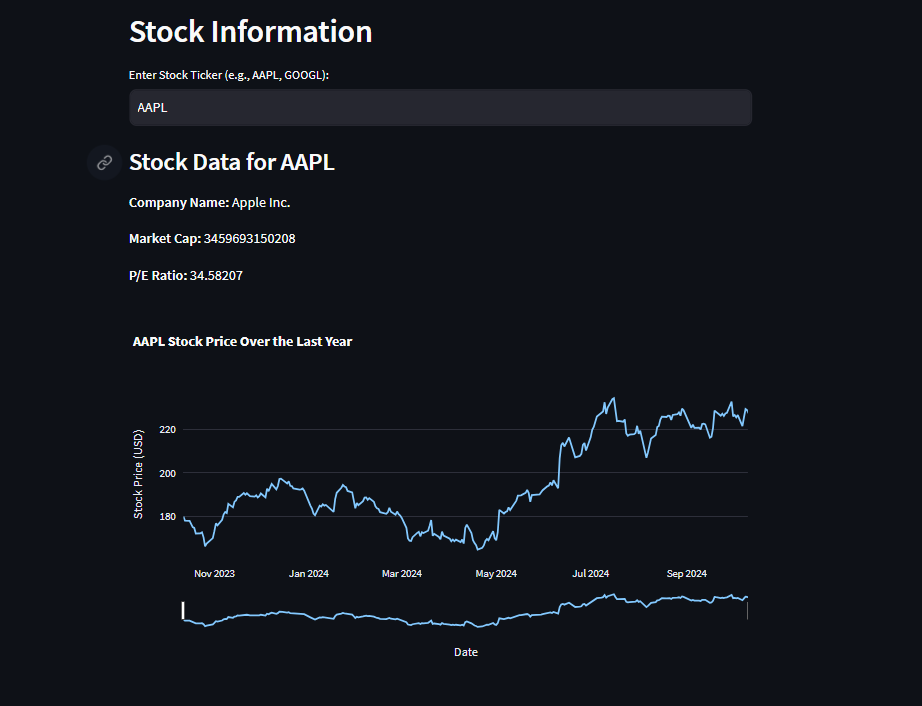 Stock Information
Enter Stock Ticker (e.g., AAPL, GOOGL):
AAPL
Stock Data for AAPL
Company Name: Apple Inc.
Market Cap: 3459693150208
P/E Ratio: 34.58207
AAPL Stock Price Over the Last Year
Stock Price (USD)
220
200
180
Nov 2023 Jan 2024 Mar 2024 May 2024 Jul 2024 Sep 2024
Date